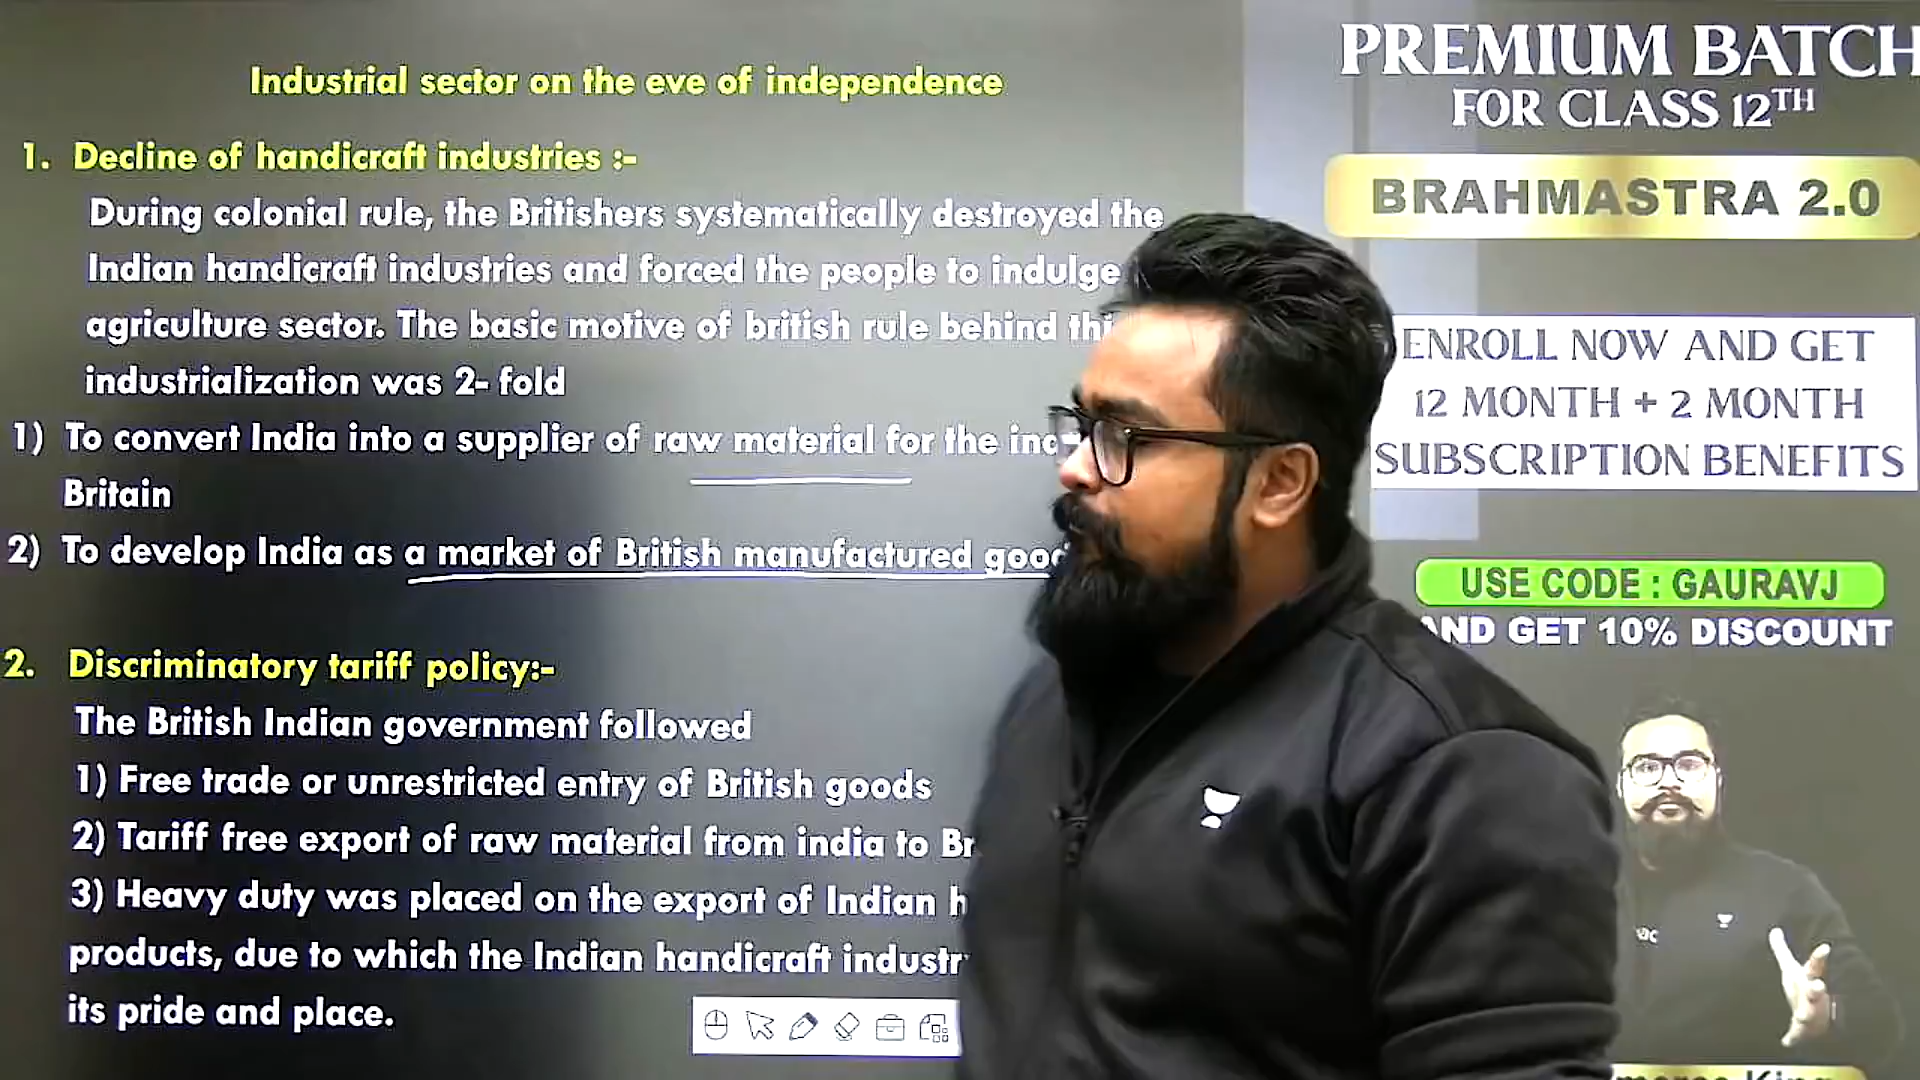 Industrial sector on the eve of independence
1. Decline of handicraft industries :-
During colonial rule, the Britishers systematically destroyed the
Indian handicraft industries and forced the people to indulge
agriculture sector. The basic motive of british rule behind
industrialization was 2- fold
1) To convert India into a supplier of raw material for the
Britain
2) To develop India as a market of British manufactured
2. Discriminatory tariff policy:-
The British Indian government followed
1) Free trade or unrestricted entry of British goods
2) Tariff free export of raw material from india to
3) Heavy duty was placed on the export of Indian
products, due to which the Indian handicraft
its pride and place.
PREMIUM BATCH
FOR CLASS 12TH
BRAHMASTRA 2.0
ENROLL NOW AND GET
12 MONTH + 2 MONTH
SUBSCRIPTION BENEFITS
USE CODE : GAURAVJ
AND GET 10% DISCOUNT